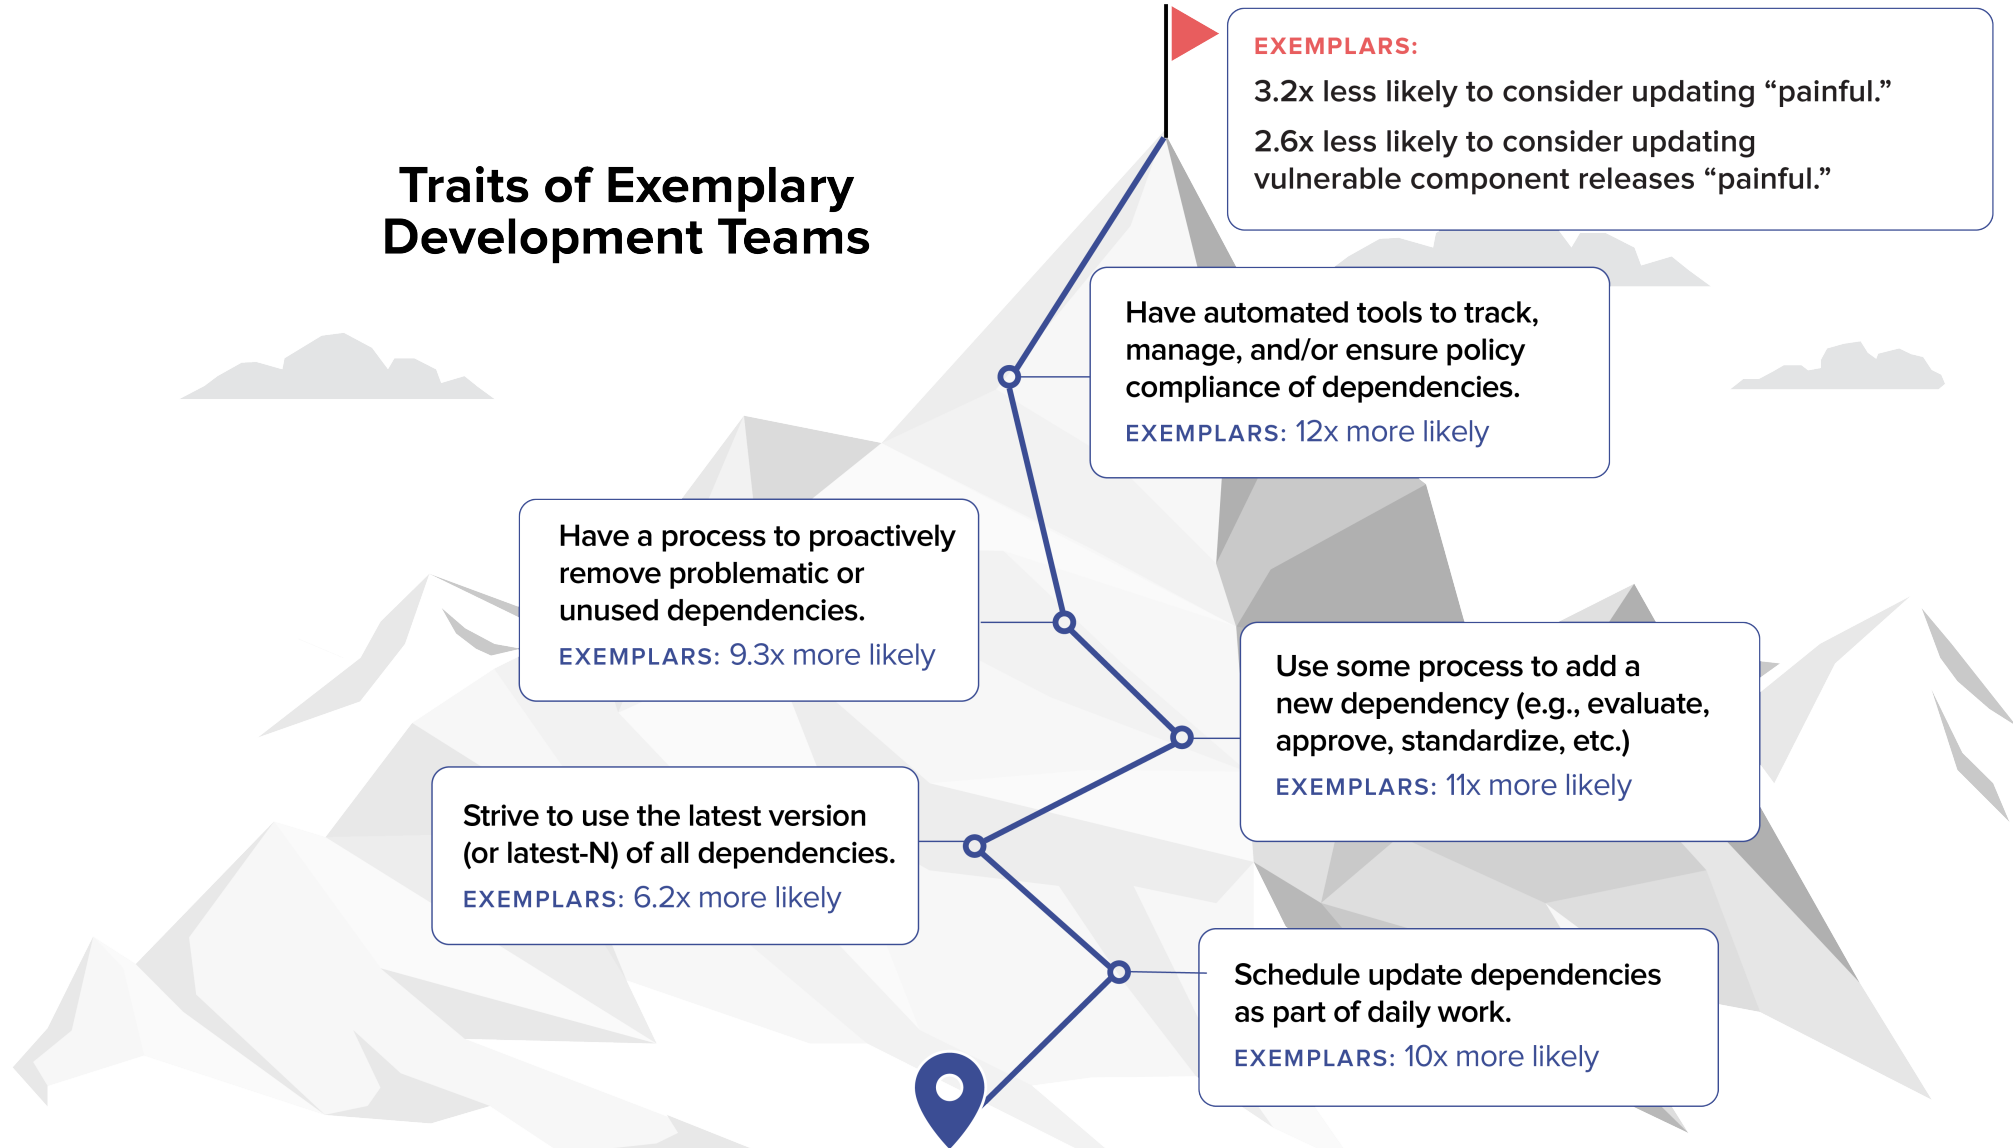 Traits of Exemplary
Development Teams
EXEMPLARS:
3.2x less likely to consider updating “painful.”
2.6x less likely to consider updating
vulnerable component releases “painful.”
Have automated tools to track,
manage, and/or ensure policy
compliance of dependencies.
EXEMPLARS: 12x more likely
Have a process to proactively
remove problematic or
unused dependencies.
EXEMPLARS: 9.3x more likely
Use some process to add a
new dependency (e.g., evaluate,
approve, standardize, etc.)
EXEMPLARS: 11x more likely
Strive to use the latest version
(or latest-N) of all dependencies.
EXEMPLARS: 6.2x more likely
Schedule update dependencies
as part of daily work.
EXEMPLARS: 10x more likely